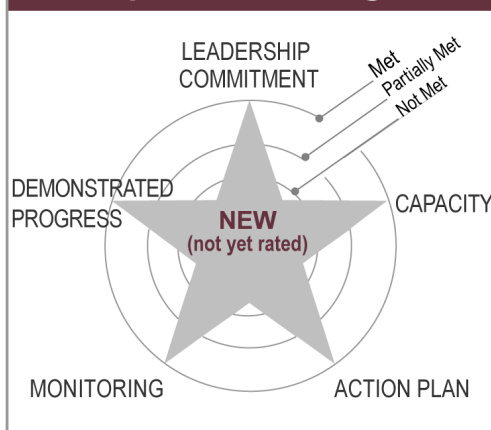 LEADERSHIP
COMMITMENT
Met
Partially Met
Not Met
DEMONSTRATED
PROGRESS
CAPACITY
NEW
(not yet rated)
MONITORING
ACTION PLAN